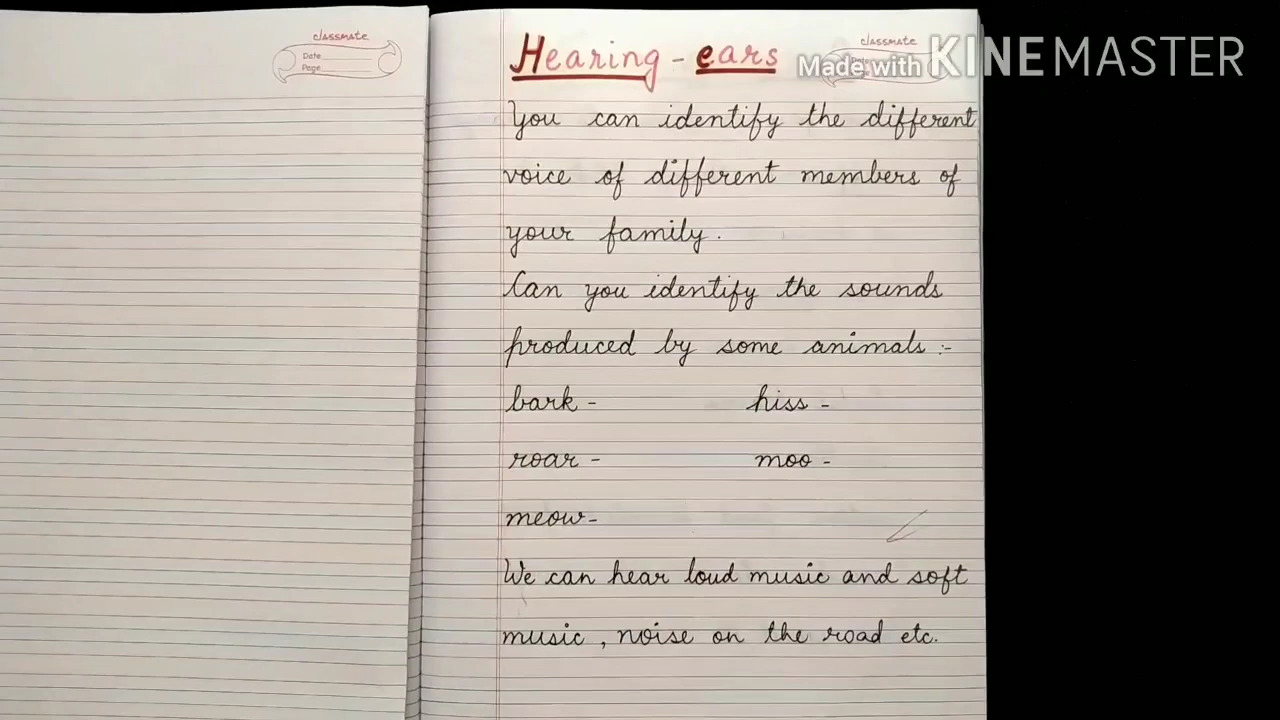 classmate
Date
Page
classmate
Made with KINEMASTER
Hearing - ears
You can identify the different
voice of different members of
your family.
Can you identify the sounds
produced by some animals :-
bark - hiss -
roar - moo -
meow-
We can hear loud music and soft
music , noise on the road etc.